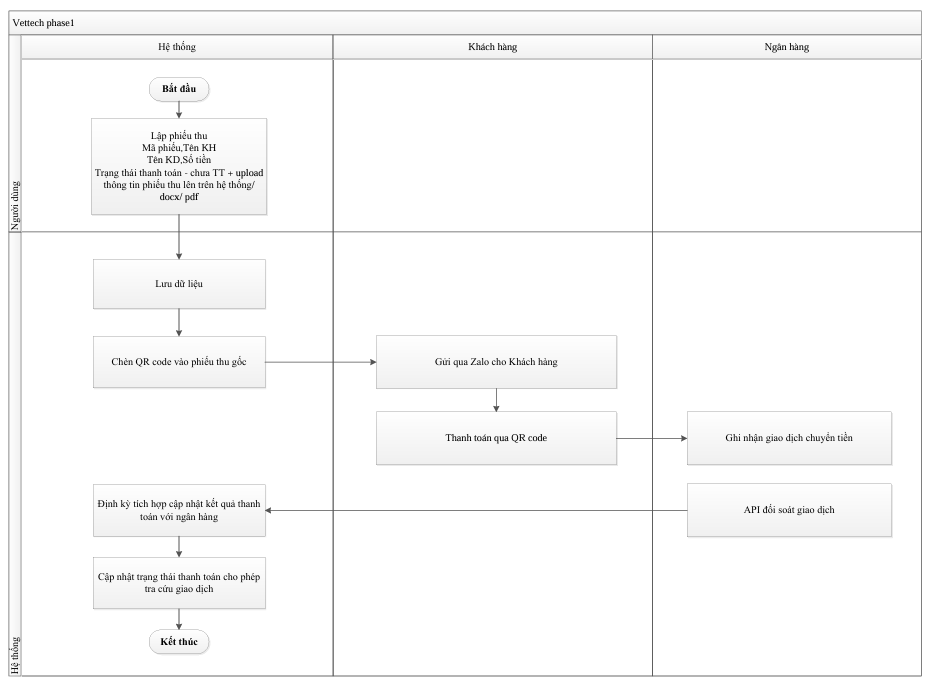 Vettech phase1
Hệ thống
Khách hàng
Ngân hàng
Người dùng
Bắt đầu
Lập phiếu thu
Mã phiếu,Tên KH
Tên KD,Số tiền
Trạng thái thanh toán - chưa TT + upload
thông tin phiếu thu lên trên hệ thống/
docx/ pdf
Lưu dữ liệu
Chèn QR code vào phiếu thu gốc
Gửi qua Zalo cho Khách hàng
Thanh toán qua QR code
Ghi nhận giao dịch chuyển tiền
Định kỳ tích hợp cập nhật kết quả thanh
toán với ngân hàng
API đối soát giao dịch
Cập nhật trạng thái thanh toán cho phép
tra cứu giao dịch
Kết thúc
Hệ thống